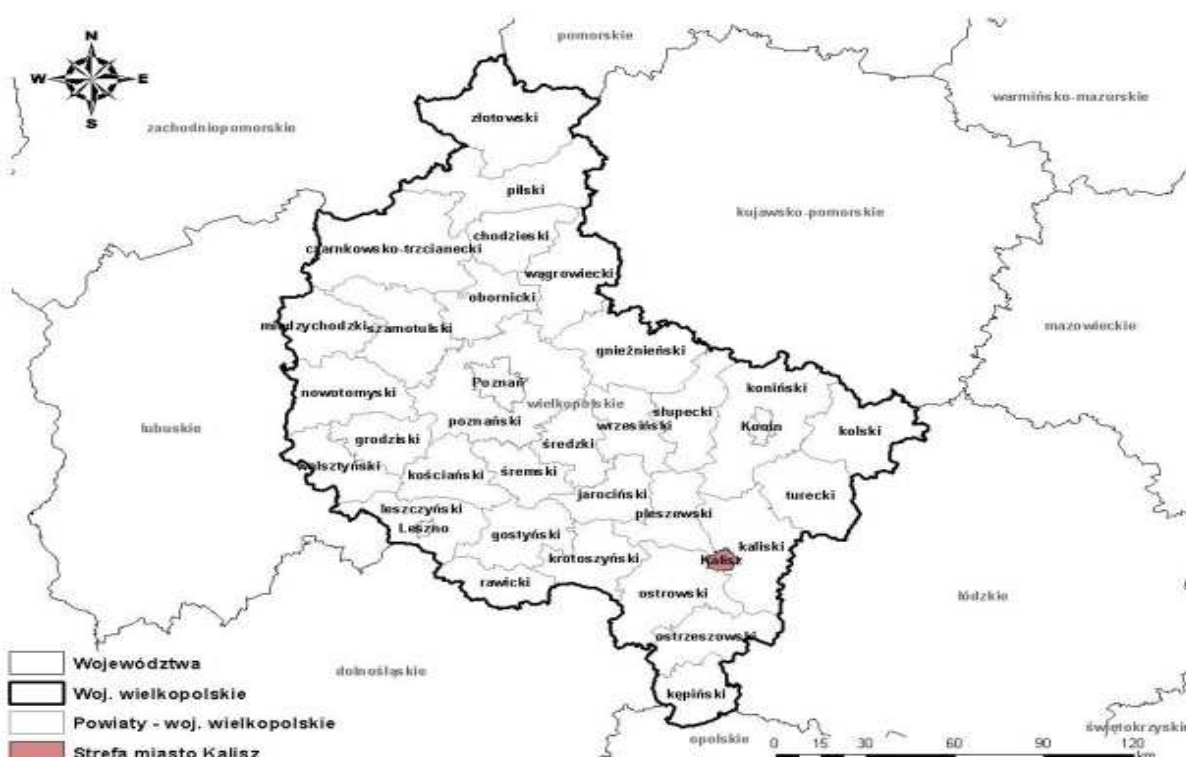 N
pomorskie
W E
warmińsko-mazurskie
S
złotowski
zachodniopomorskie
pilski
kujawsko-pomorskie
chodzieski
czarnkowsko-trzcianecki
wągrowiecki
obornicki
międzychodzki
szamotulski
mazowieckie
gnieźnieński
Poznań
koniński
nowotomyski
wielkopolskie
słupecki
poznański
wrzesiński
Konin
lubuskie
kolski
grodziski
średzki
wolsztyński
kościański
śremski
jarociński
turecki
leszczyński
pleszewski
Leszno
gostyński
kaliski
krotoszyński
Kalisz
rawicki
ostrowski
łódzkie
ostrzeszowski
Województwa
dolnośląskie
Woj. wielkopolskie
kępiński
Powiaty - woj. wielkopolskie
świętokrzyskie
opolskie
0 15 30 60 90 120
km
Strefa miasto Kalisz